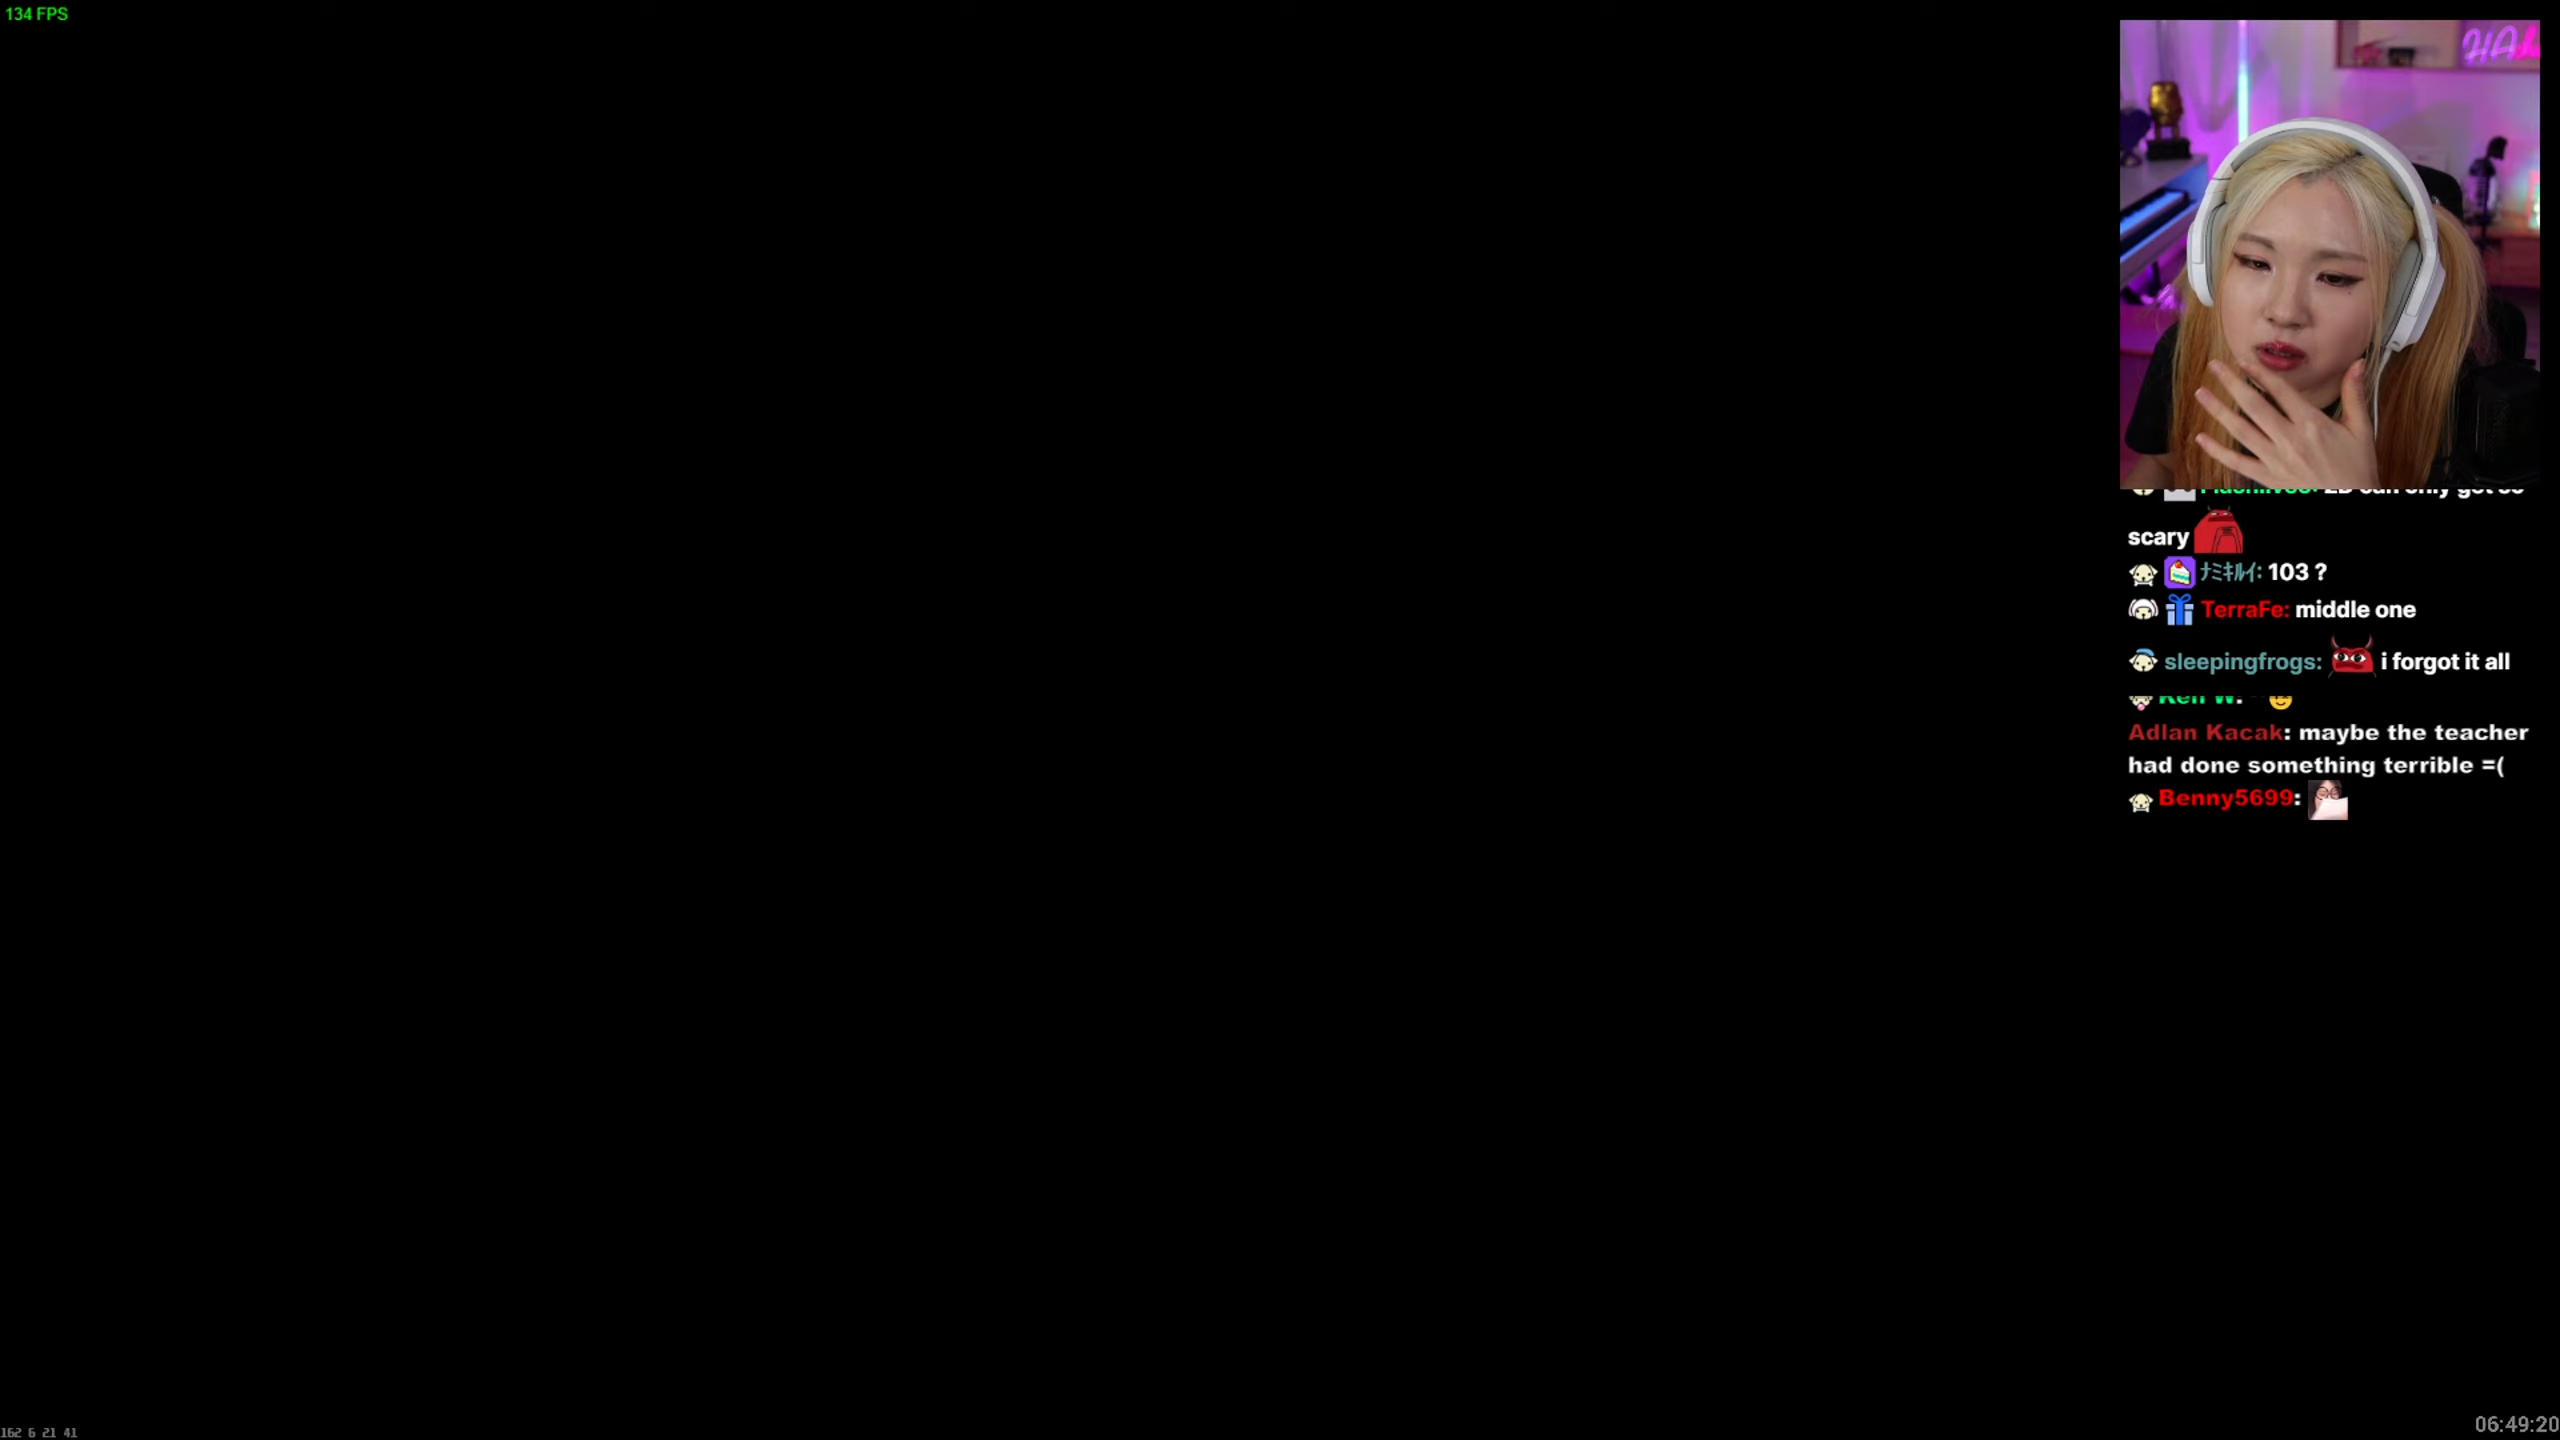 134 FPS
scary
ﾅﾐｷﾙｲ: 103 ?
TerraFe: middle one
sleepingfrogs: i forgot it all
Ken W:
Adlan Kacak: maybe the teacher
had done something terrible =(
Benny5699:
162 6 21 41
06:49:20